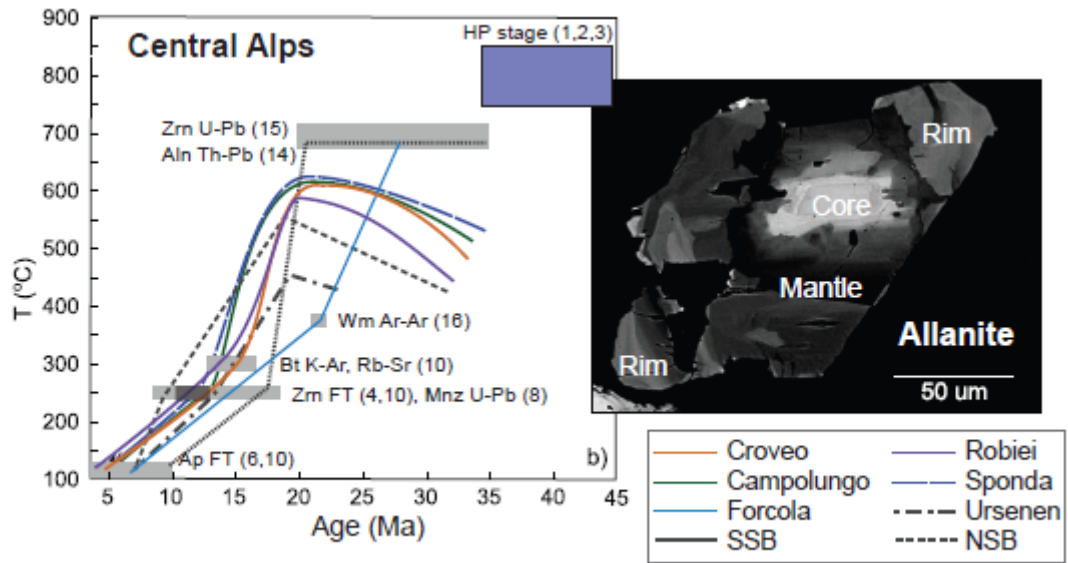 900
800
700
600
500
400
300
200
100
T (ºC)
Central Alps
HP stage (1,2,3)
Zrn U-Pb (15)
Aln Th-Pb (14)
Wm Ar-Ar (16)
Bt K-Ar, Rb-Sr (10)
Zrn FT (4,10), Mnz U-Pb (8)
Ap FT (6,10)
b)
5 10 15 20 25 30 35 40 45
Age (Ma)
Rim
Core
Mantle
Rim
Allanite
50 um
Croveo Robiei
Campolungo Sponda
Forcola Ursenen
SSB NSB